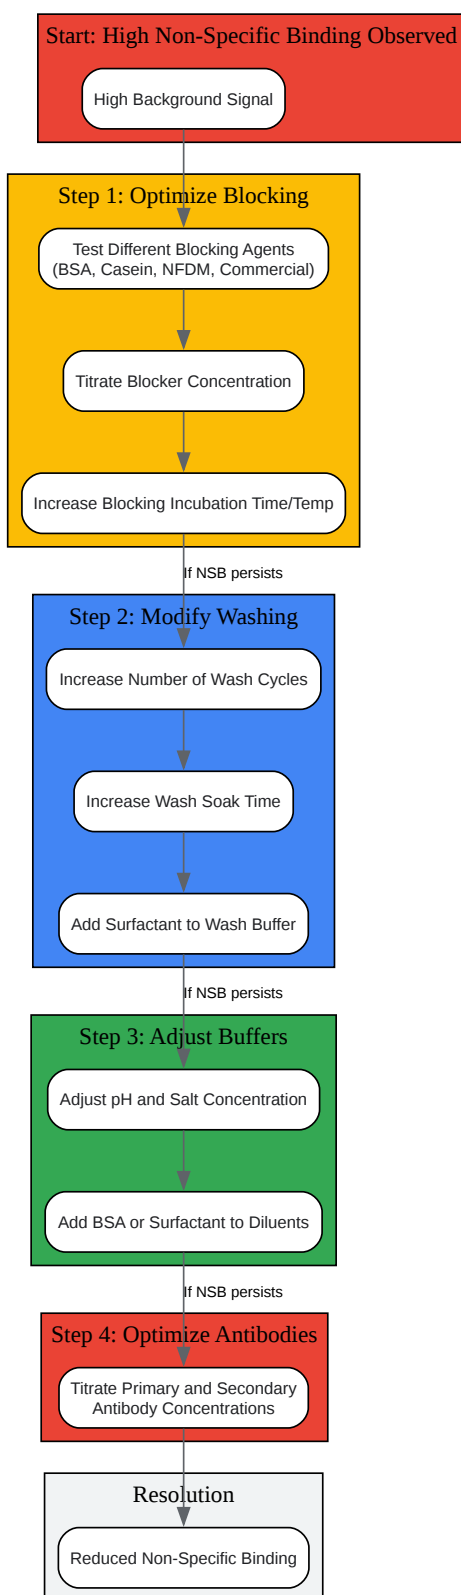 Start: High Non-Specific Binding Observed
High Background Signal
Step 1: Optimize Blocking
Test Different Blocking Agents
(BSA, Casein, NFDM, Commercial)
Titrate Blocker Concentration
Increase Blocking Incubation Time/Temp
If NSB persists
Step 2: Modify Washing
Increase Number of Wash Cycles
Increase Wash Soak Time
Add Surfactant to Wash Buffer
If NSB persists
Step 3: Adjust Buffers
Adjust pH and Salt Concentration
Add BSA or Surfactant to Diluents
If NSB persists
Step 4: Optimize Antibodies
Titrate Primary and Secondary
Antibody Concentrations
Resolution
Reduced Non-Specific Binding